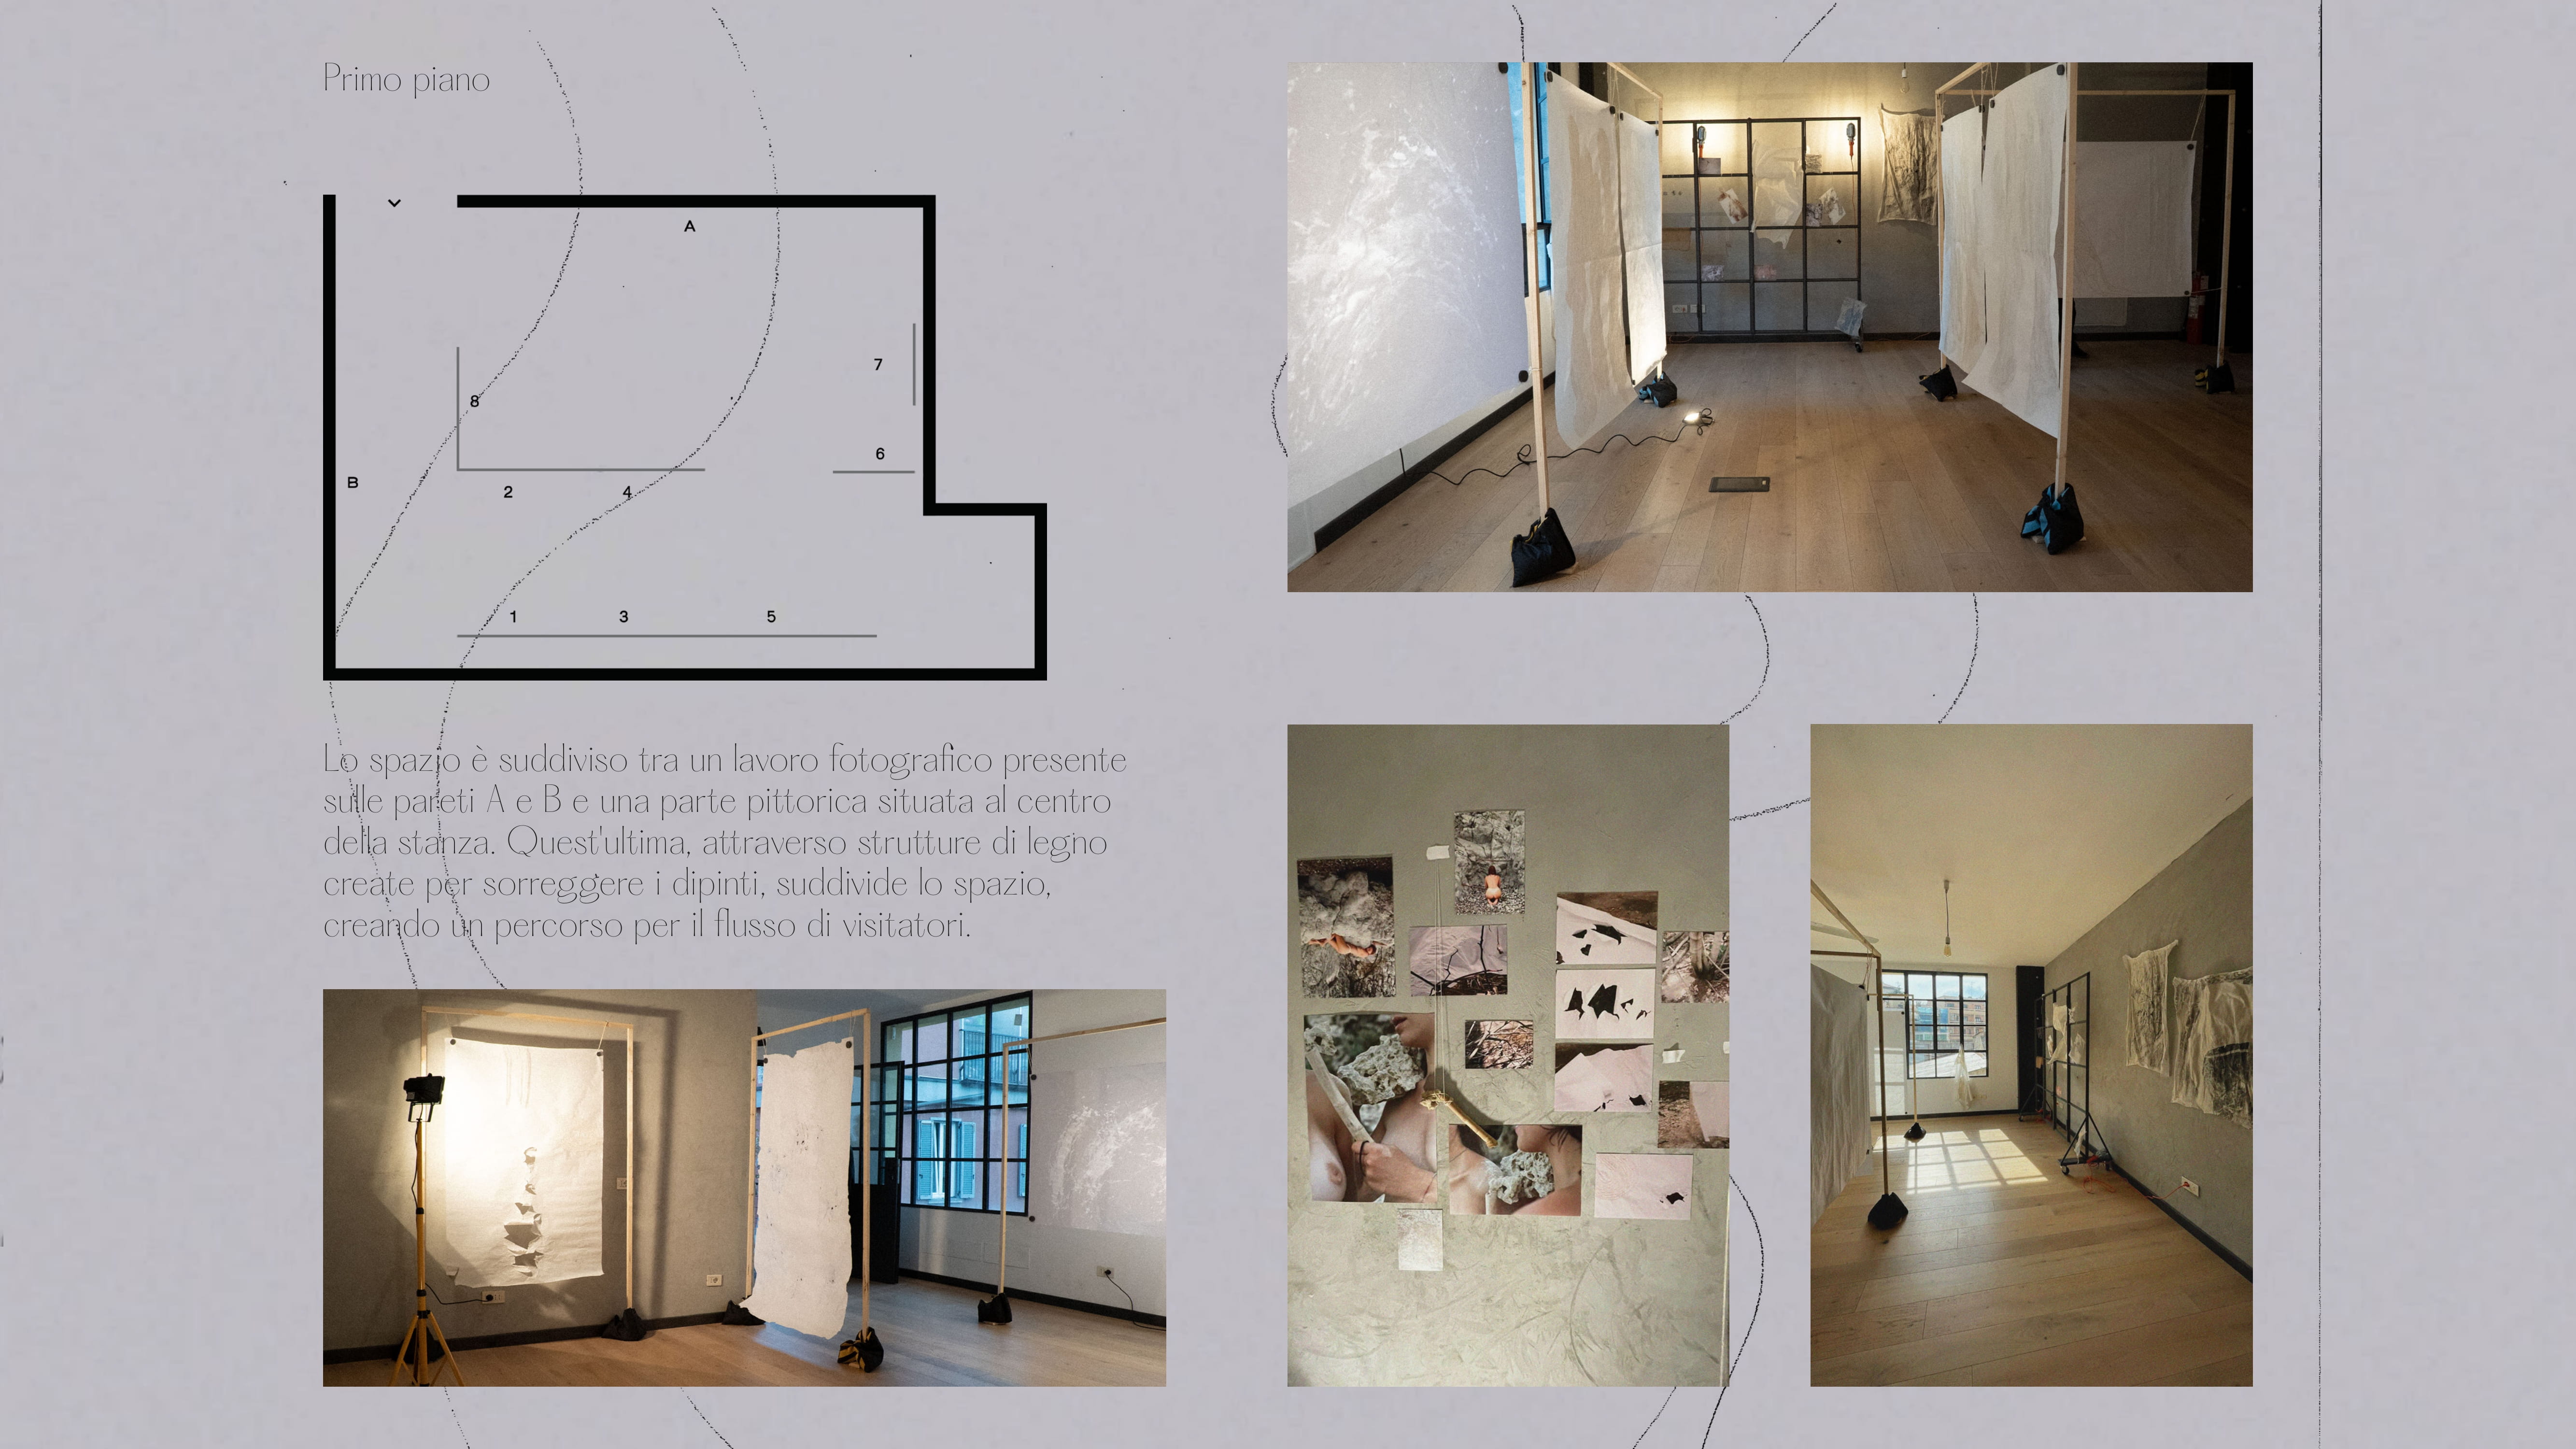 Primo piano
A
7
8
6
B
2
4
1
3
5
Lo spazio è suddiviso tra un lavoro fotografico presente
sulle pareti A e B e una parte pittorica situata al centro
della stanza. Quest'ultima, attraverso strutture di legno
create per sorreggere i dipinti, suddivide lo spazio,
creando un percorso per il flusso di visitatori.